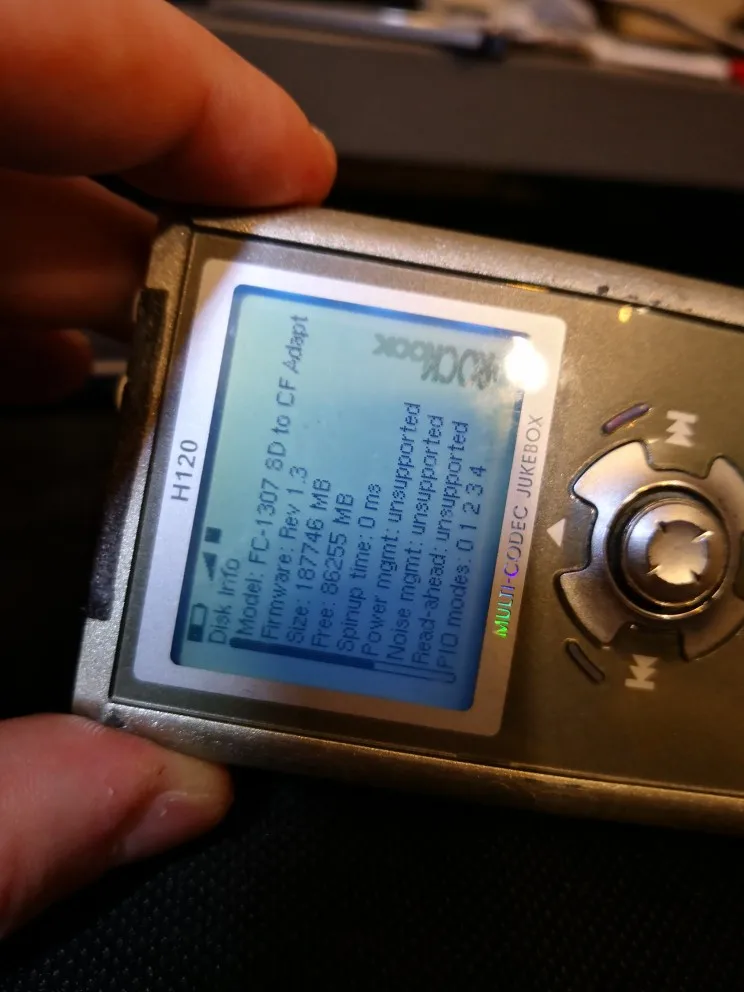 H120
Disk Info
Model: FC-1307 SD to CF Adapt
Firmware: Rev 1.3
Size: 187746 MB
Free: 86255 MB
Spinup time: 0 ms
Power mgmt: unsupported
Noise mgmt: unsupported
Read-ahead: unsupported
PIO modes: 0 1 2 3 4
ROCKbox
MULTI-CODEC JUKEBOX